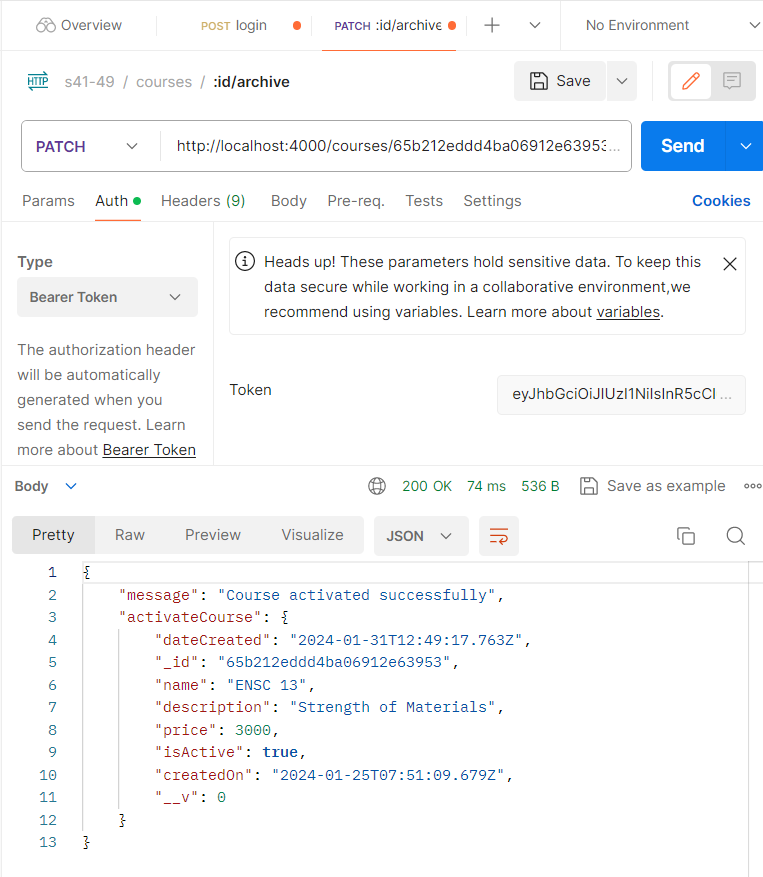 Overview POST login PATCH :id/archive No Environment
HTTP s41-49 / courses / :id/archive Save
PATCH http://localhost:4000/courses/65b212eddd4ba06912e63953... Send
Params Auth Headers (9) Body Pre-req. Tests Settings Cookies
Type
Bearer Token
The authorization header
will be automatically
generated when you
send the request. Learn
more about Bearer Token
Heads up! These parameters hold sensitive data. To keep this
data secure while working in a collaborative environment,we
recommend using variables. Learn more about variables.
Token eyJhbGciOiJIUzI1NiIsInR5cCI ...
Body 200 OK 74 ms 536 B Save as example
Pretty Raw Preview Visualize JSON
1 {
2 "message": "Course activated successfully",
3 "activateCourse": {
4 "dateCreated": "2024-01-31T12:49:17.763Z",
5 "_id": "65b212eddd4ba06912e63953",
6 "name": "ENSC 13",
7 "description": "Strength of Materials",
8 "price": 3000,
9 "isActive": true,
10 "createdOn": "2024-01-25T07:51:09.679Z",
11 "__v": 0
12 }
13 }